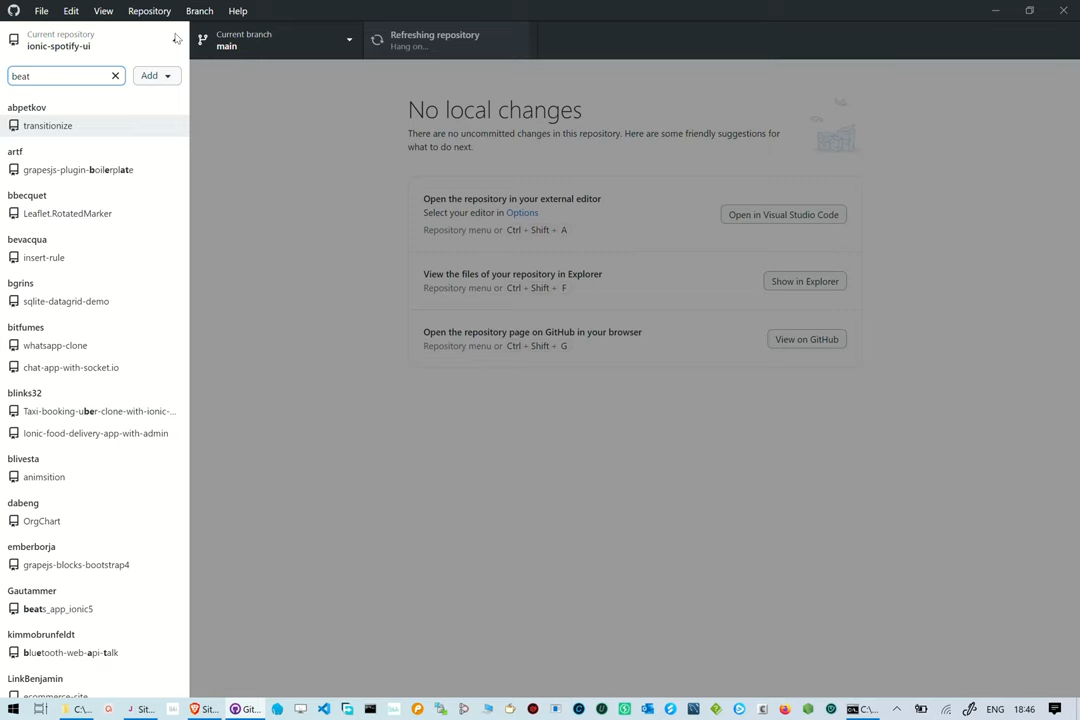 File Edit View Repository Branch Help
Current repository
ionic-spotify-ui
Current branch
main
Refreshing repository
Hang on...
beat
Add
abpetkov
transitionize
artf
grapesjs-plugin-boilerplate
bbecquet
Leaflet.RotatedMarker
bevacqua
insert-rule
bgrins
sqlite-datagrid-demo
bitfumes
whatsapp-clone
chat-app-with-socket.io
blinks32
Taxi-booking-uber-clone-with-ionic-...
Ionic-food-delivery-app-with-admin
blivesta
animsition
dabeng
OrgChart
emberborja
grapejs-blocks-bootstrap4
Gautammer
beats_app_ionic5
kimmobrunfeldt
bluetooth-web-api-talk
LinkBenjamin
ecommerce-site
No local changes
There are no uncommitted changes in this repository. Here are some friendly suggestions for
what to do next.
Open the repository in your external editor
Select your editor in Options
Repository menu or Ctrl + Shift + A
Open in Visual Studio Code
View the files of your repository in Explorer
Repository menu or Ctrl + Shift + F
Show in Explorer
Open the repository page on GitHub in your browser
Repository menu or Ctrl + Shift + G
View on GitHub
C:\... Sit... Sit... Git... C:\... ENG 18:46